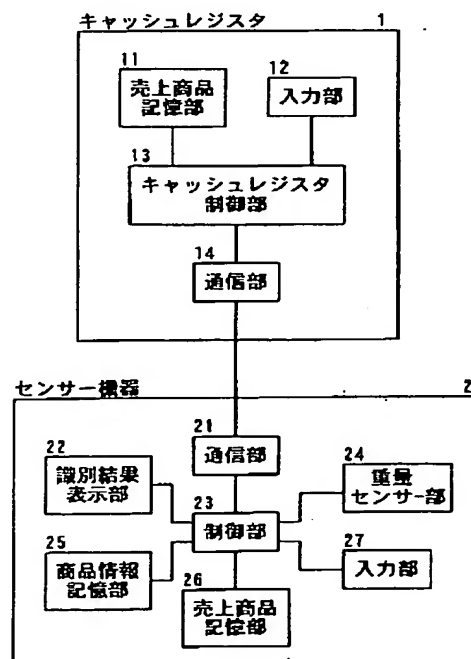 キャッシュレジスタ 1
11
売上商品
記憶部
12
入力部
13
キャッシュレジスタ
制御部
14
通信部
センサー機器 2
21
通信部
22
識別結果
表示部
23
制御部
24
重量
センサー部
25
商品情報
記憶部
26
売上商品
記憶部
27
入力部